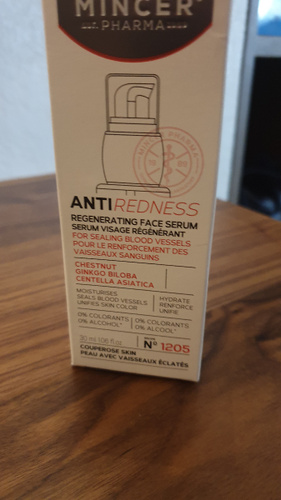 MINCER
PHARMA
ANTIREDNESS
REGENERATING FACE SERUM
SERUM VISAGE RÉGÉNÉRANT
FOR SEALING BLOOD VESSELS
POUR LE RENFORCEMENT DES
VAISSEAUX SANGUINS
CHESTNUT
GINKGO BILOBA
CENTELLA ASIATICA
MOISTURISES
SEALS BLOOD VESSELS
UNIFIES SKIN COLOR
HYDRATE
RENFORCE
UNIFIE
0% COLORANTS | 0% COLORANTS
0% ALCOHOL* | 0% ALCOOL*
30 ml
Nº 1205
COUPEROSE SKIN
PEAU AVEC VAISSEAUX ÉCLATÉS